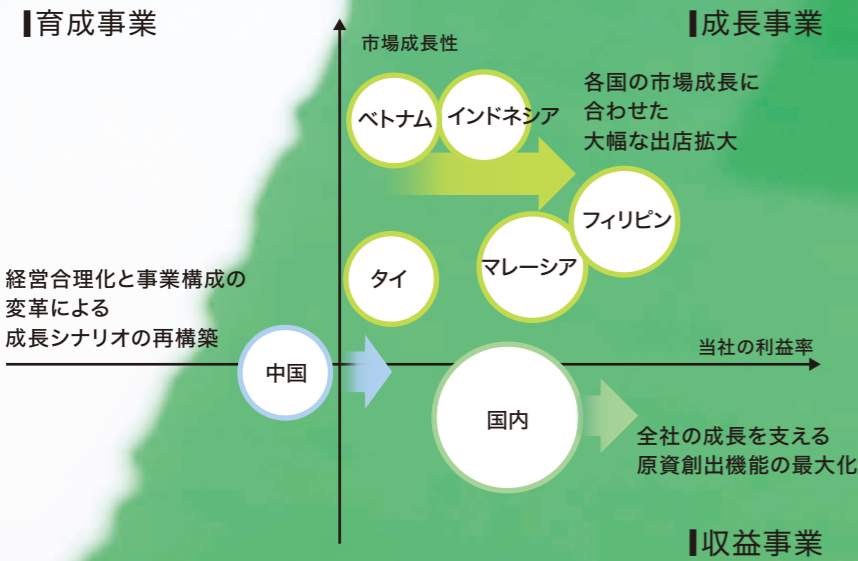 育成事業
成長事業
市場成長性
各国の市場成長に
合わせた
大幅な出店拡大
ベトナム
インドネシア
フィリピン
マレーシア
タイ
経営合理化と事業構成の
変革による
成長シナリオの再構築
当社の利益率
中国
国内
全社の成長を支える
原資創出機能の最大化
収益事業